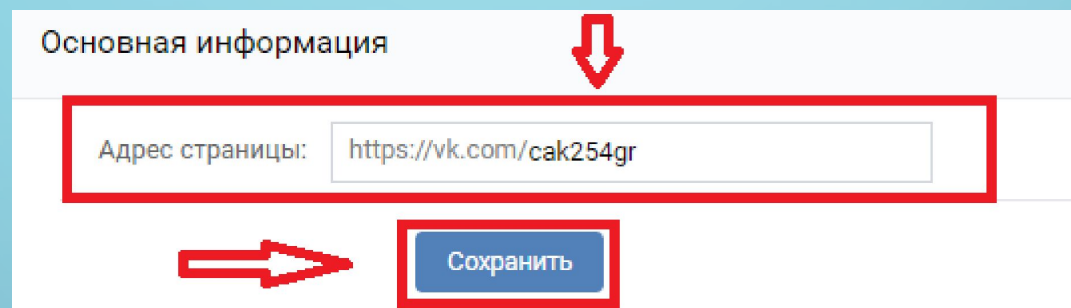 Основная информация
Адрес страницы: https://vk.com/cak254gr
Сохранить